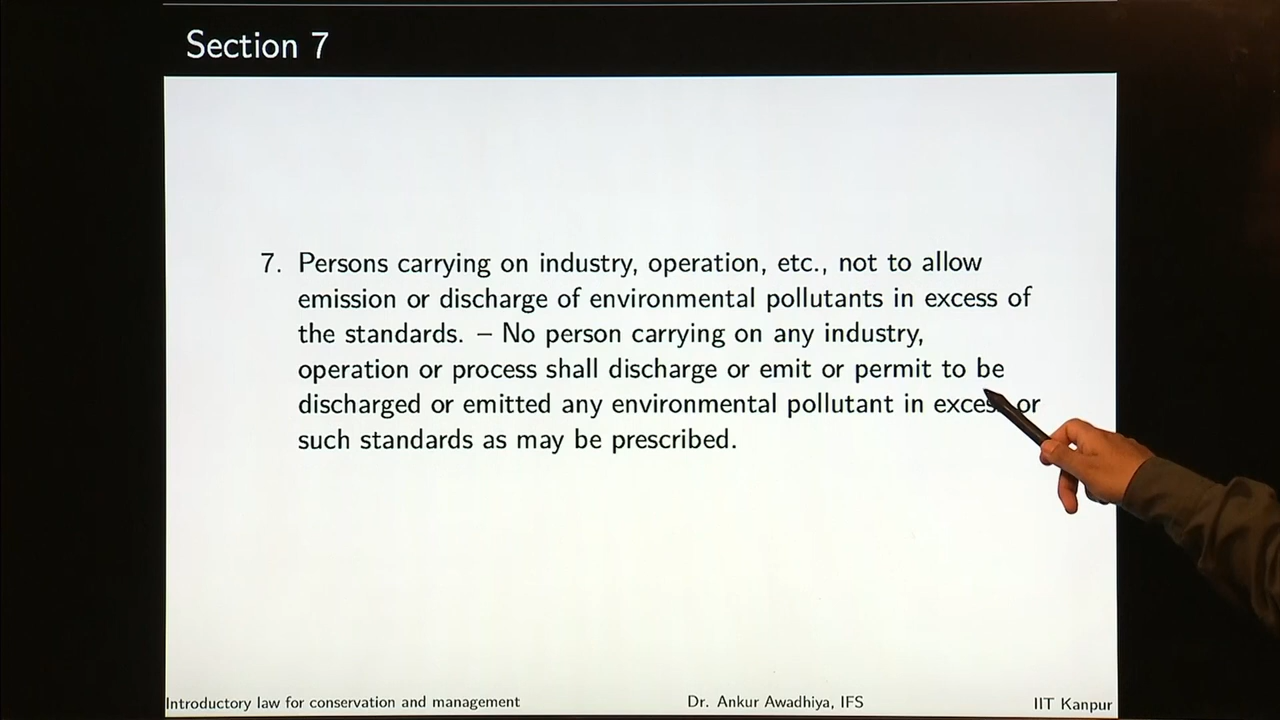 Section 7
7. Persons carrying on industry, operation, etc., not to allow
emission or discharge of environmental pollutants in excess of
the standards. – No person carrying on any industry,
operation or process shall discharge or emit or permit to be
discharged or emitted any environmental pollutant in or
such standards as may be prescribed.
Introductory law for conservation and management Dr. Ankur Awadhiya, IFS IIT Kanpur